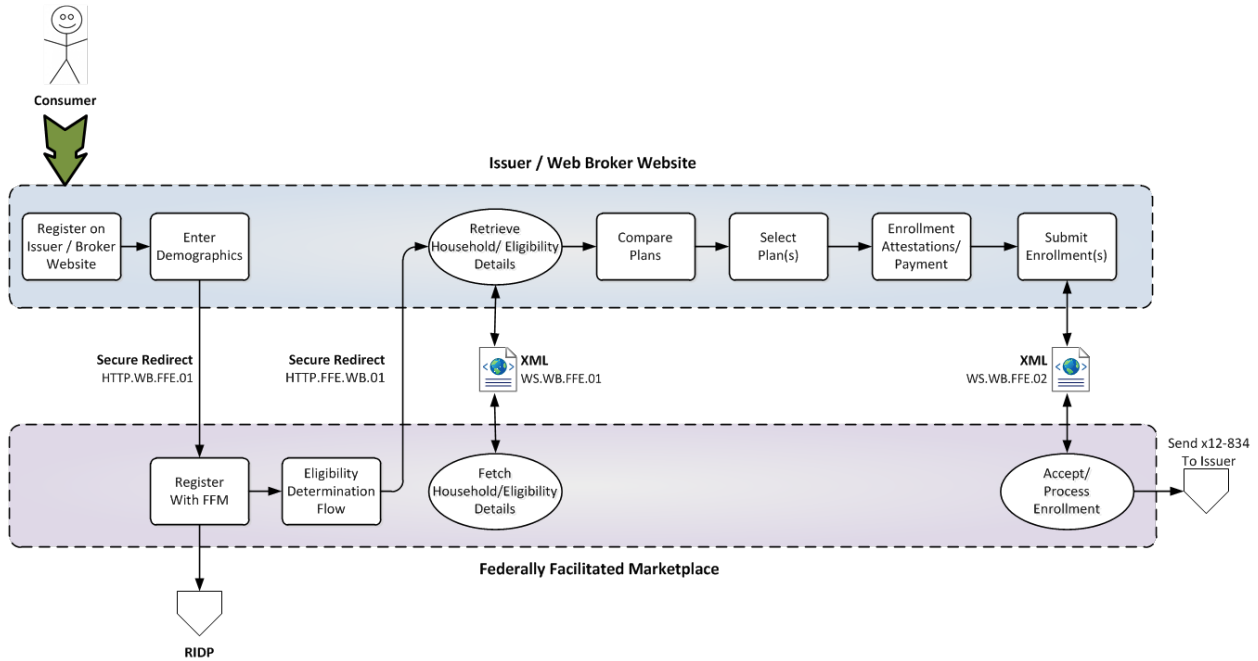 Consumer
Issuer / Web Broker Website
Register on
Issuer / Broker
Website
Enter
Demographics
Retrieve
Household/ Eligibility
Details
Compare
Plans
Select
Plan(s)
Enrollment
Attestations/
Payment
Submit
Enrollment(s)
Secure Redirect
HTTP.WB.FFE.01
Secure Redirect
HTTP.FFE.WB.01
XML
WS.WB.FFE.01
XML
WS.WB.FFE.02
Register
With FFM
Eligibility
Determination
Flow
Fetch
Household/Eligibility
Details
Accept/
Process
Enrollment
Send x12-834
To Issuer
Federally Facilitated Marketplace
RIDP